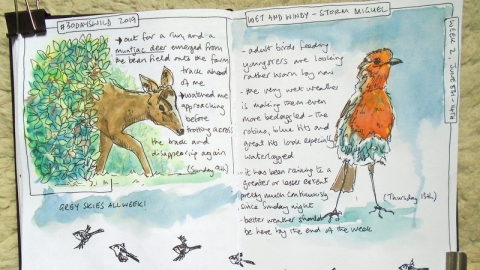 #30DAYSWILD 2019
→out for a run, and a
muntjac deer emerged from
the bean field onto the farm
track ahead
of me
→watched me
approaching
before
trotting across
the track and
disappearing again
(Sunday 9th)
GREY SKIES ALL WEEK!
WET AND WINDY - STORM MIGUEL
- adult birds feeding
youngsters are looking
rather worn by now
- the very wet weather
is making them even
more bedraggled - the
robins, blue tits and
great tits look especially
waterlogged
- it has been raining to a
greater or lesser extent
pretty much continuously
since Sunday night
- better weather should
be here by the end of the week
(Thursday 13th)
WEEK 2, JUNE 8TH - 14TH